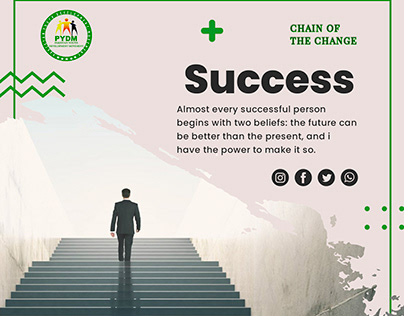 PYDM
CHAIN OF
THE CHANGE
Success
Almost every successful person
begins with two beliefs: the future can
be better than the present, and i
have the power to make it so.